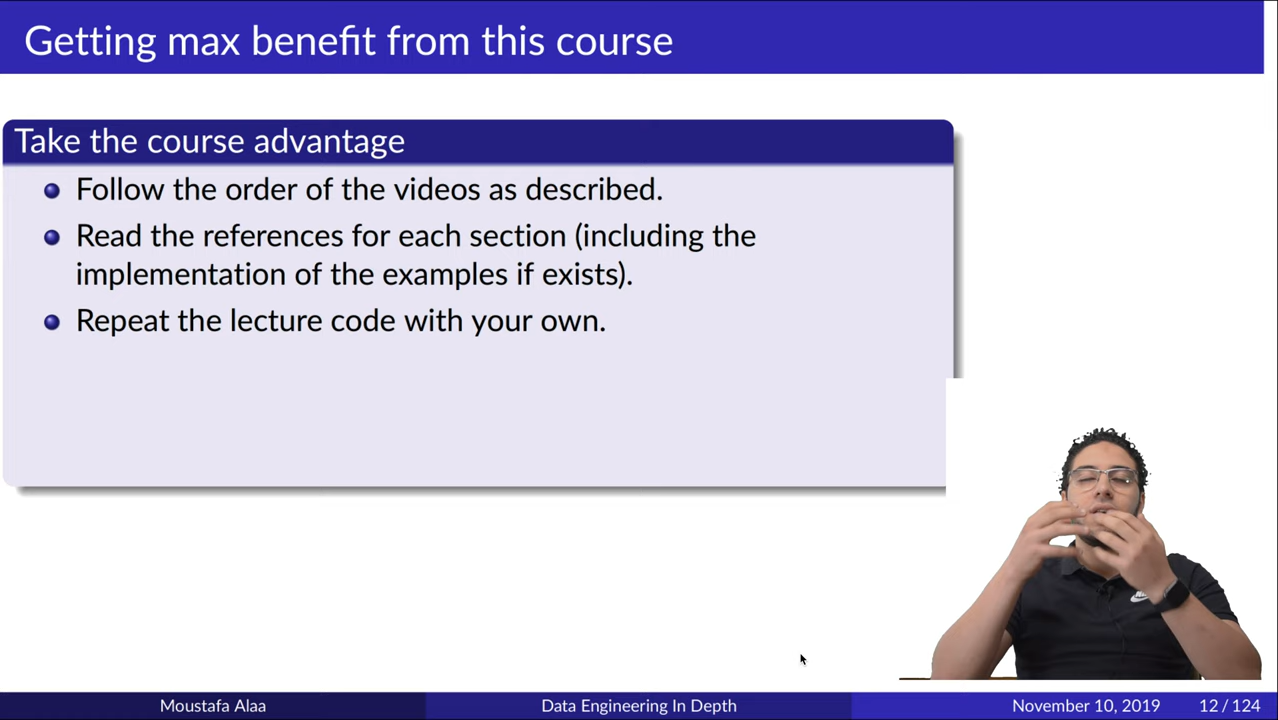 Getting max benefit from this course
Take the course advantage
Follow the order of the videos as described.
Read the references for each section (including the
implementation of the examples if exists).
Repeat the lecture code with your own.
Moustafa Alaa
Data Engineering In Depth
November 10, 2019
12 / 124